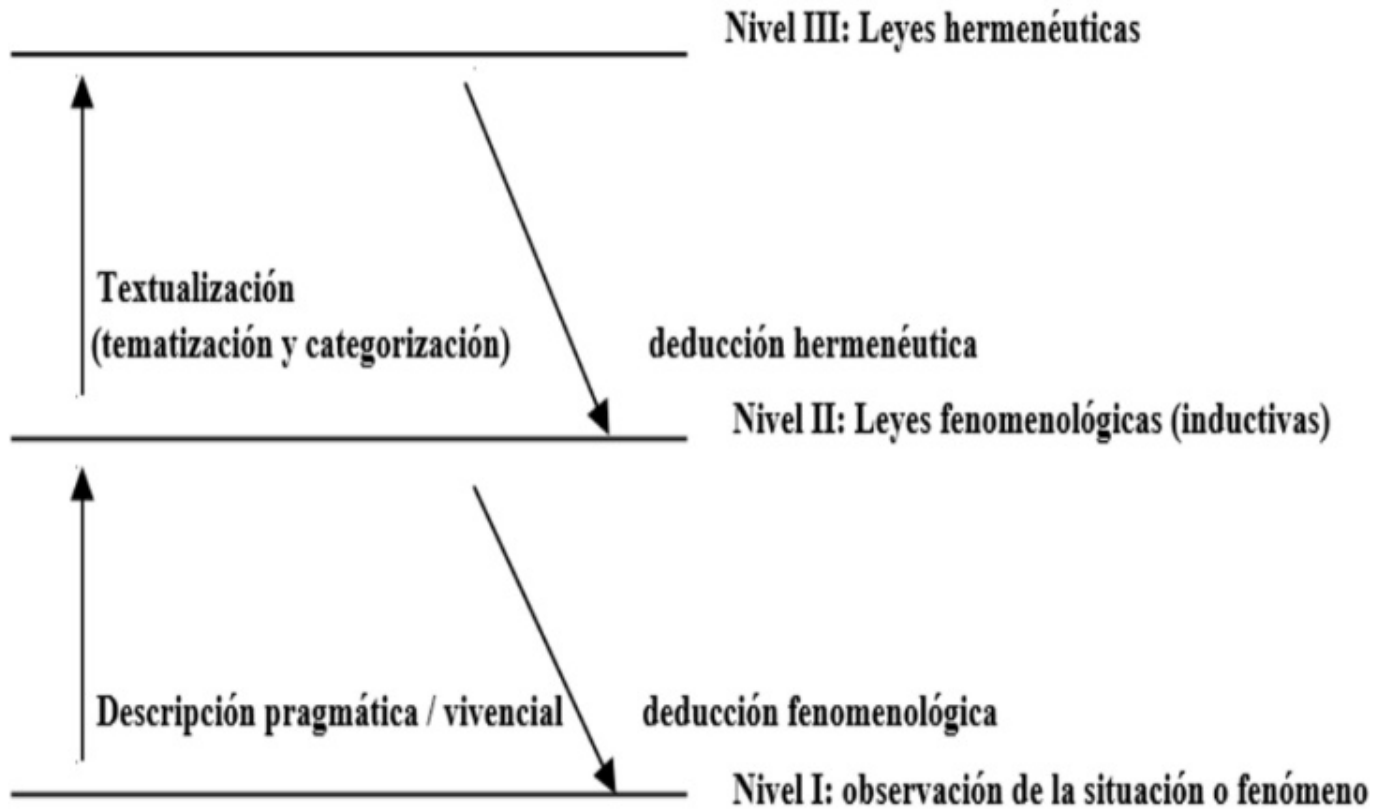 Nivel III: Leyes hermenéuticas
Textualización
(tematización y categorización)
deducción hermenéutica
Nivel II: Leyes fenomenológicas (inductivas)
Descripción pragmática / vivencial
deducción fenomenológica
Nivel I: observación de la situación o fenómeno